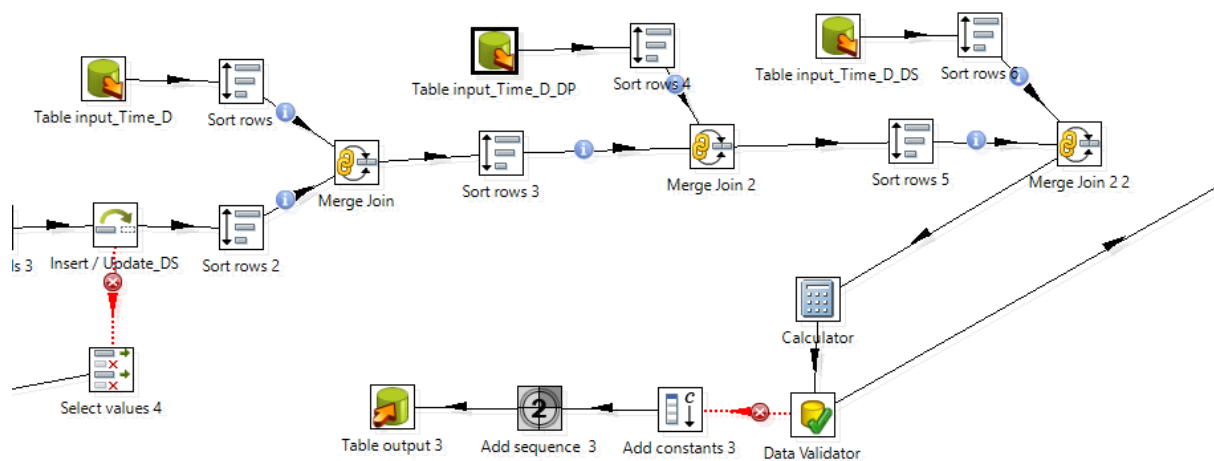 Table input_Time_D
Sort rows
Table input_Time_D_DP
Sort rows 4
Table input_Time_D_DS
Sort rows 6
Merge Join
Sort rows 3
Merge Join 2
Sort rows 5
Merge Join 2 2
ls 3
Insert / Update_DS
Sort rows 2
Calculator
Select values 4
Table output 3
2
Add sequence 3
C
Add constants 3
Data Validator